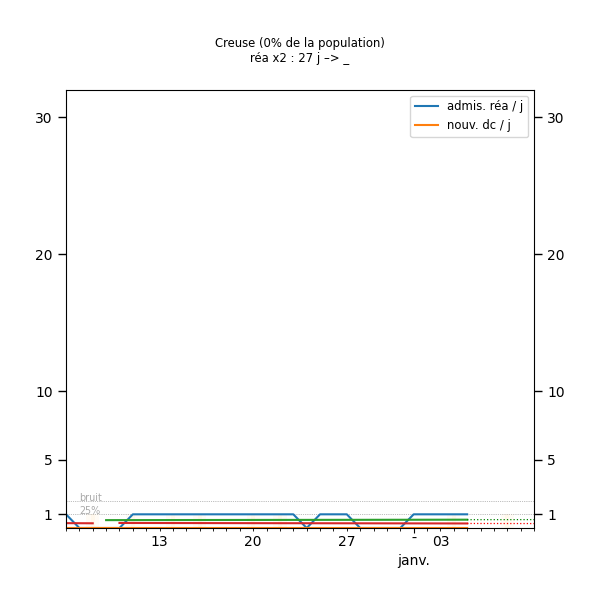 Creuse (0% de la population)
réa x2 : 27 j –> _
admis. réa / j
nouv. dc / j
30
30
20
20
10
10
5
5
bruit
25%
1
1
13
20
27
-
03
janv.